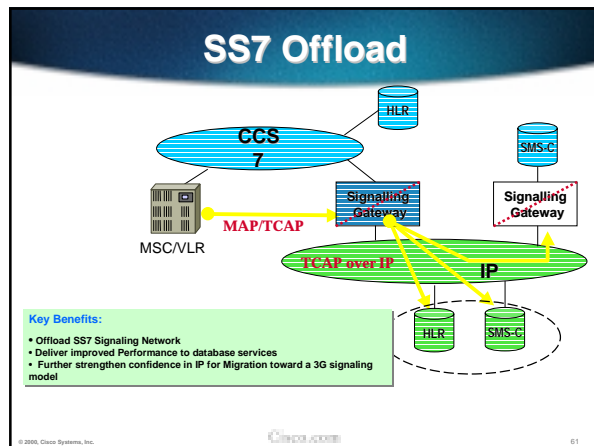 SS7 Offload
HLR
CCS
7
SMS-C
Signalling
Gateway
Signalling
Gateway
MAP/TCAP
MSC/VLR
TCAP over IP
IP
HLR
SMS-C
Key Benefits:
• Offload SS7 Signaling Network
• Deliver improved Performance to database services
• Further strengthen confidence in IP for Migration toward a 3G signaling
model
© 2000, Cisco Systems, Inc.
Cisco.com
61